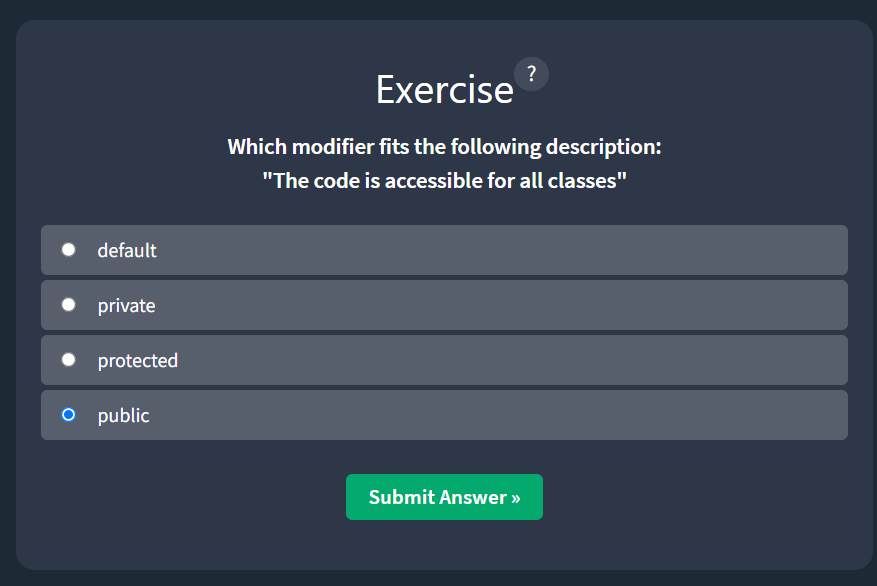 Exercise ?
Which modifier fits the following description:
"The code is accessible for all classes"
default
private
protected
public
Submit Answer »